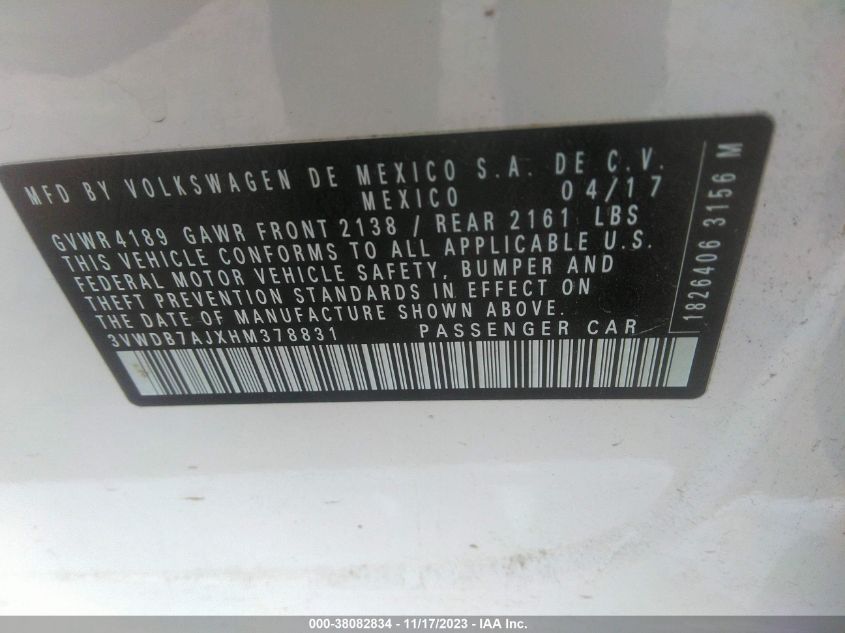 MFD BY VOLKSWAGEN DE MEXICO S.A. DE C.V.
MEXICO 04/17
GVWR 4189 GAWR FRONT 2138 / REAR 2161 LBS
THIS VEHICLE CONFORMS TO ALL APPLICABLE U.S.
FEDERAL MOTOR VEHICLE SAFETY, BUMPER AND
THEFT PREVENTION STANDARDS IN EFFECT ON
THE DATE OF MANUFACTURE SHOWN ABOVE.
3VWDB7AJXHM378831 PASSENGER CAR
1826406 3156 M
000-38082834 - 11/17/2023 - IAA Inc.